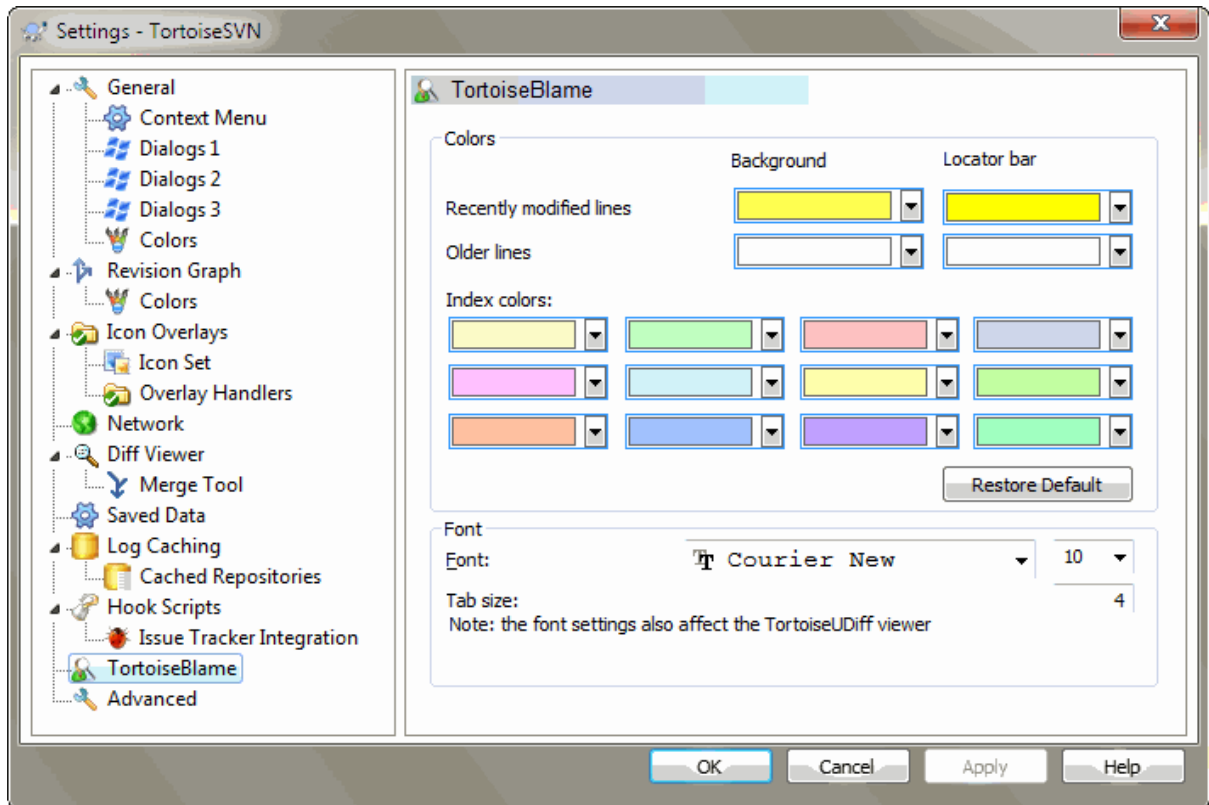 Settings - TortoiseSVN
General
Context Menu
Dialogs 1
Dialogs 2
Dialogs 3
Colors
Revision Graph
Colors
Icon Overlays
Icon Set
Overlay Handlers
Network
Diff Viewer
Merge Tool
Saved Data
Log Caching
Cached Repositories
Hook Scripts
Issue Tracker Integration
TortoiseBlame
Advanced
TortoiseBlame
Colors
Background Locator bar
Recently modified lines
Older lines
Index colors:
Restore Default
Font
Font: Courier New 10
Tab size: 4
Note: the font settings also affect the TortoiseUDiff viewer
OK Cancel Apply Help